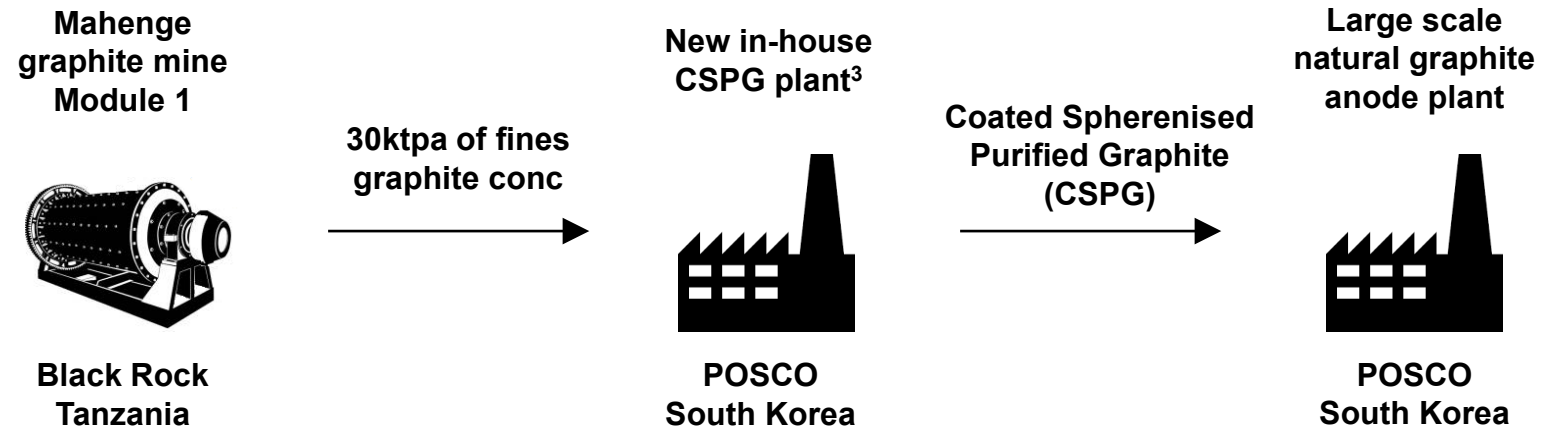 Mahenge
graphite mine
Module 1
30ktpa of fines
graphite conc
New in-house
CSPG plant³
Coated Spherenised
Purified Graphite
(CSPG)
Large scale
natural graphite
anode plant
Black Rock
Tanzania
POSCO
South Korea
POSCO
South Korea